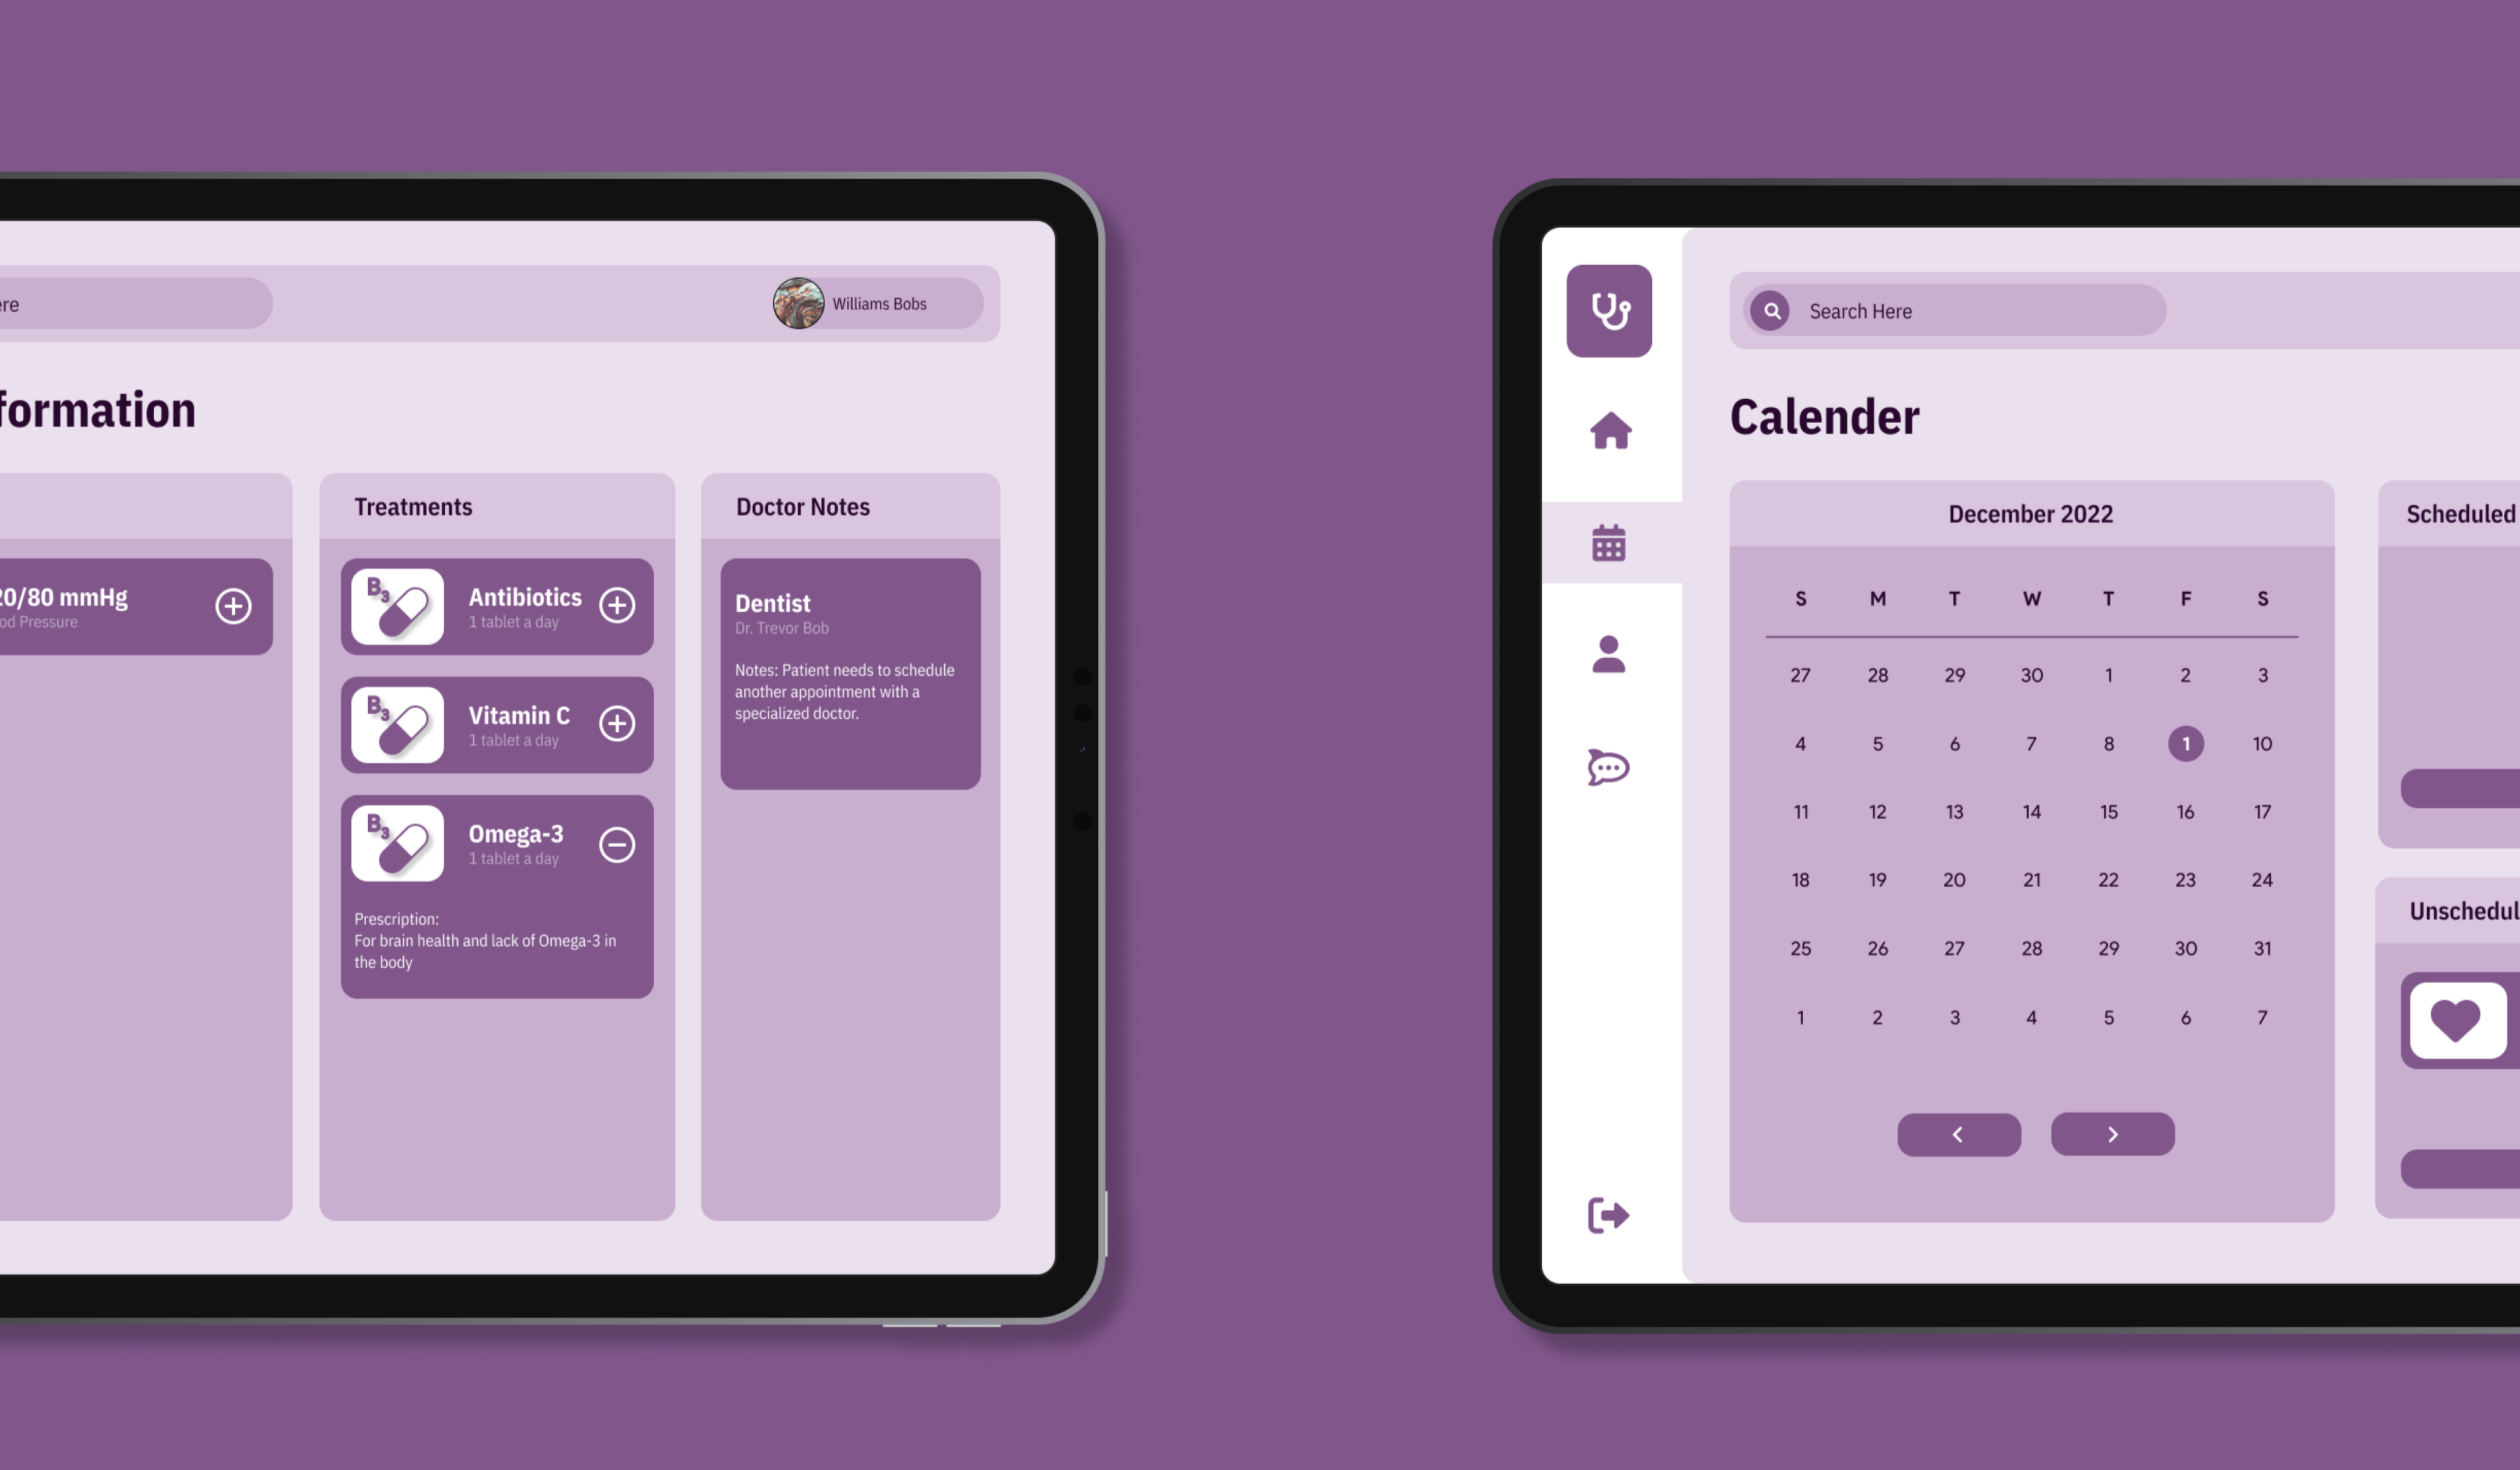 ere
Williams Bobs
formation
Treatments
Doctor Notes
20/80 mmHg
od Pressure
B3
Antibiotics
1 tablet a day
B3
Vitamin C
1 tablet a day
B3
Omega-3
1 tablet a day
Prescription:
For brain health and lack of Omega-3 in
the body
Dentist
Dr. Trevor Bob
Notes: Patient needs to schedule
another appointment with a
specialized doctor.
Search Here
Calender
December 2022
S M T W T F S
27 28 29 30 1 2 3
4 5 6 7 8 1 10
11 12 13 14 15 16 17
18 19 20 21 22 23 24
25 26 27 28 29 30 31
1 2 3 4 5 6 7
Scheduled
Unschedul